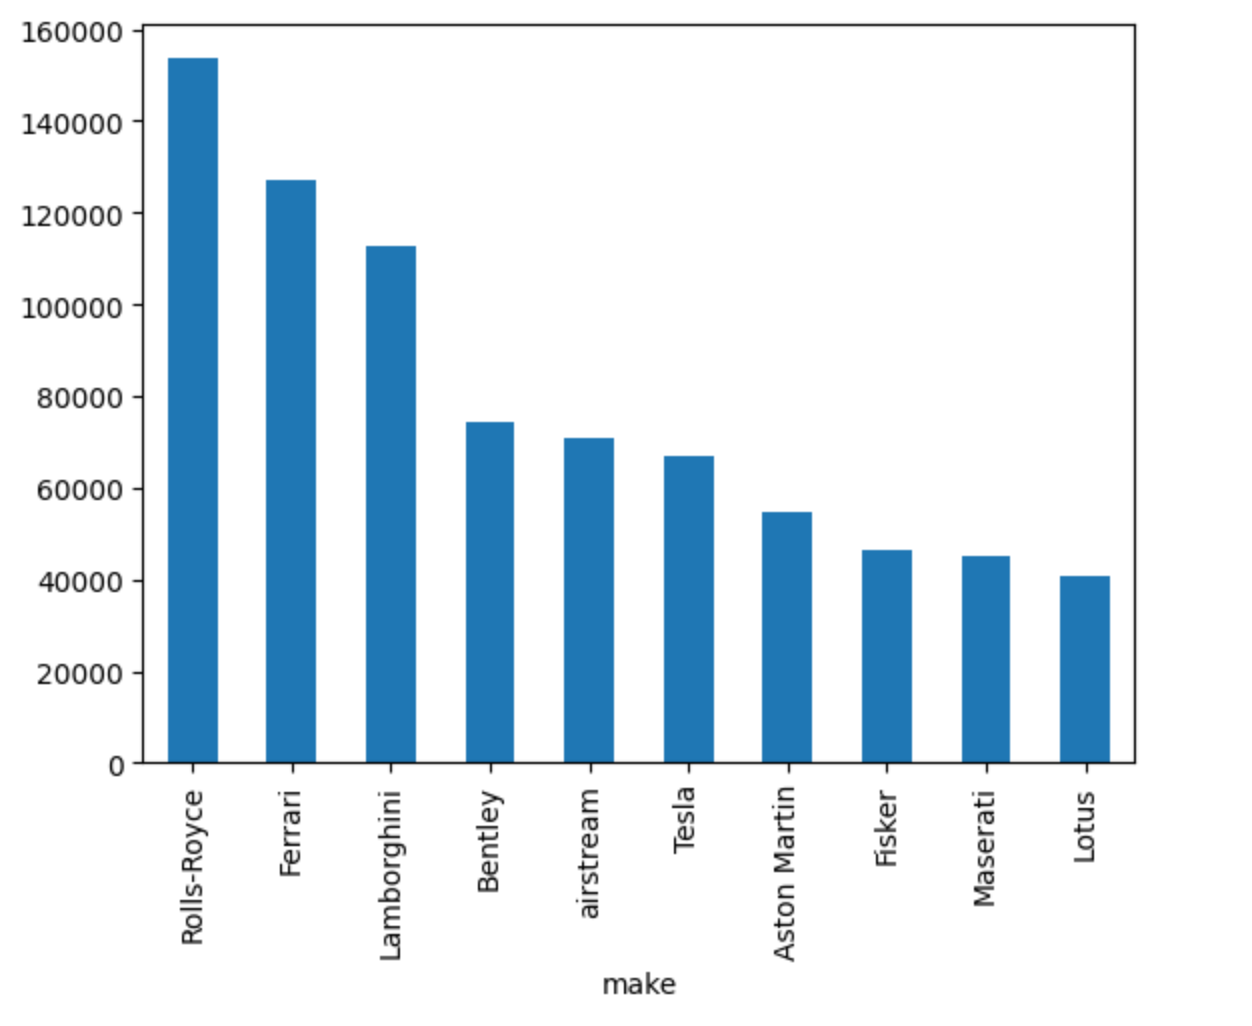 160000
140000
120000
100000
80000
60000
40000
20000
0
Rolls-Royce
Ferrari
Lamborghini
Bentley
airstream
Tesla
Aston Martin
Fisker
Maserati
Lotus
make